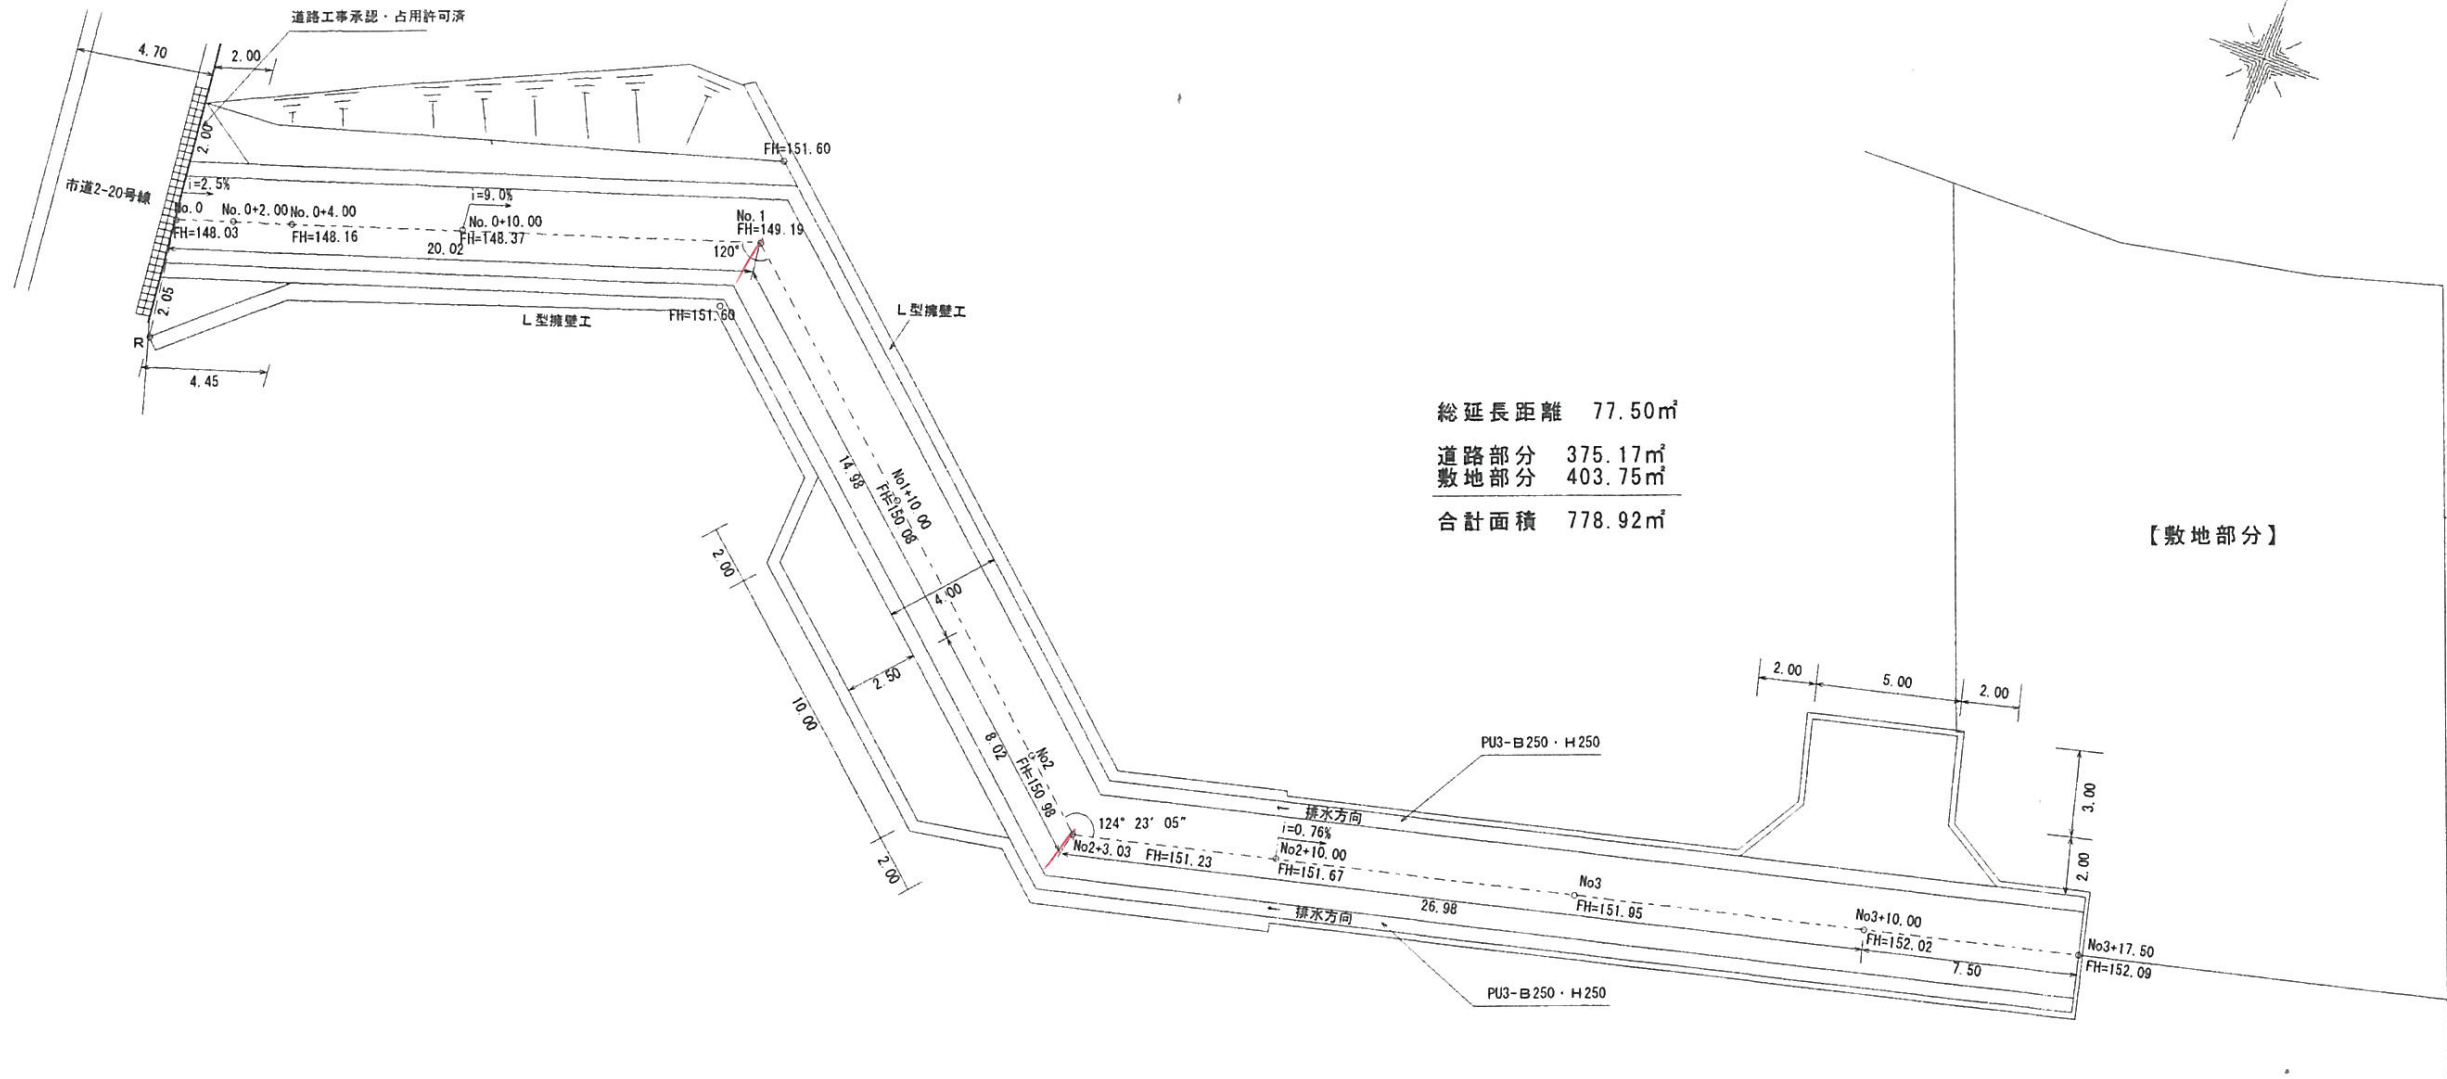 道路工事承認・占用許可済
4.70
2.00
2.00
市道2-20号線
i=2.5%
No.0
FH=148.03
No.0+2.00
No.0+4.00
FH=148.16
i=9.0%
No.0+10.00
FH=148.37
20.02
No.1
FH=149.19
120°
FH=151.60
2.05
R
4.45
L型擁壁工
FH=151.60
L型擁壁工
14.98
No1+10.00
FH=150.08
4.00
2.00
2.50
10.00
2.00
8.02
No2
FH=150.98
124° 23′ 05″
No2+3.03 FH=151.23
総延長距離 77.50㎡
道路部分 375.17㎡
敷地部分 403.75㎡
合計面積 778.92㎡
【敷地部分】
PU3-B250・H250
← 排水方向
i=0.76%
No2+10.00
FH=151.67
26.98
← 排水方向
PU3-B250・H250
No3
FH=151.95
No3+10.00
FH=152.02
7.50
No3+17.50
FH=152.09
2.00
5.00
2.00
3.00
2.00